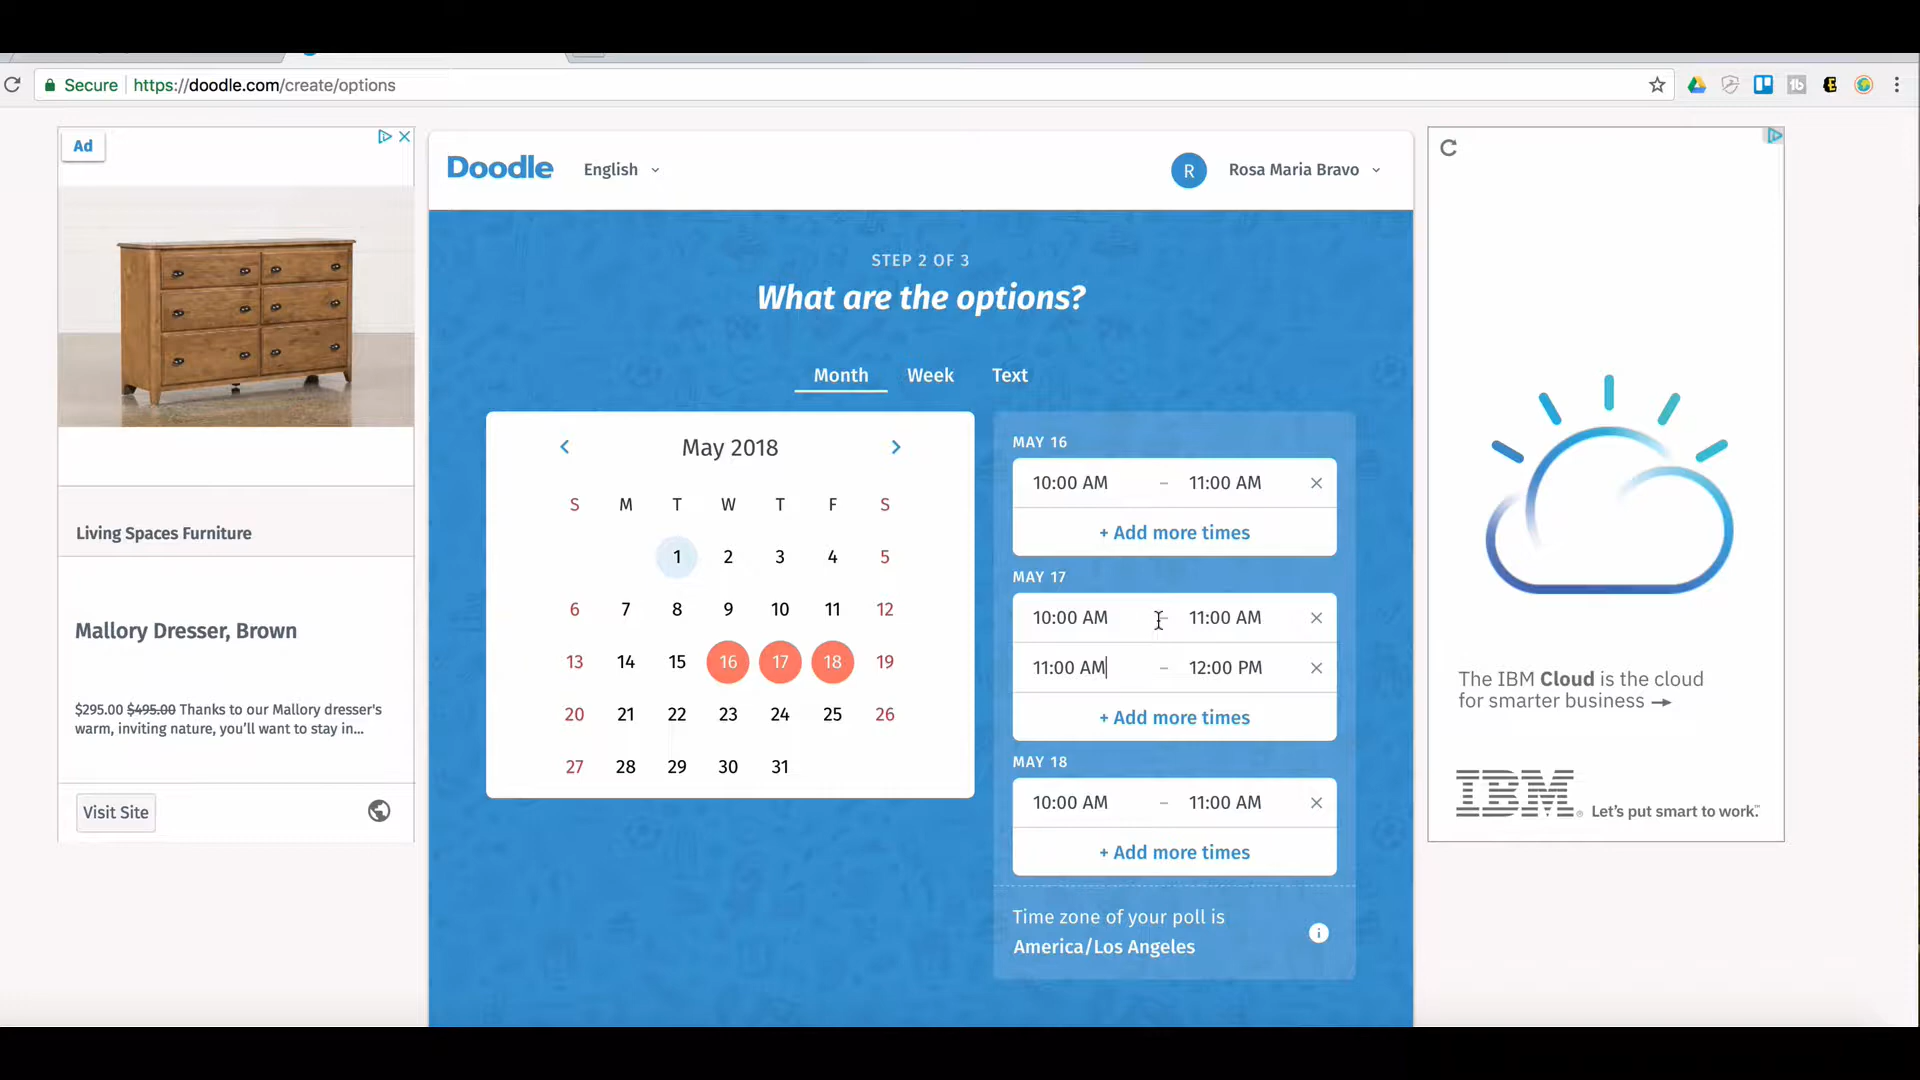 Secure https://doodle.com/create/options
Ad
Living Spaces Furniture
Mallory Dresser, Brown
$295.00 $495.00 Thanks to our Mallory dresser's
warm, inviting nature, you'll want to stay in...
Visit Site
Doodle English R Rosa Maria Bravo
STEP 2 OF 3
What are the options?
Month Week Text
May 2018
S M T W T F S
1 2 3 4 5
6 7 8 9 10 11 12
13 14 15 16 17 18 19
20 21 22 23 24 25 26
27 28 29 30 31
MAY 16
10:00 AM – 11:00 AM
+ Add more times
MAY 17
10:00 AM – 11:00 AM
11:00 AM – 12:00 PM
+ Add more times
MAY 18
10:00 AM – 11:00 AM
+ Add more times
Time zone of your poll is
America/Los Angeles
The IBM Cloud is the cloud
for smarter business
IBM® Let's put smart to work.™